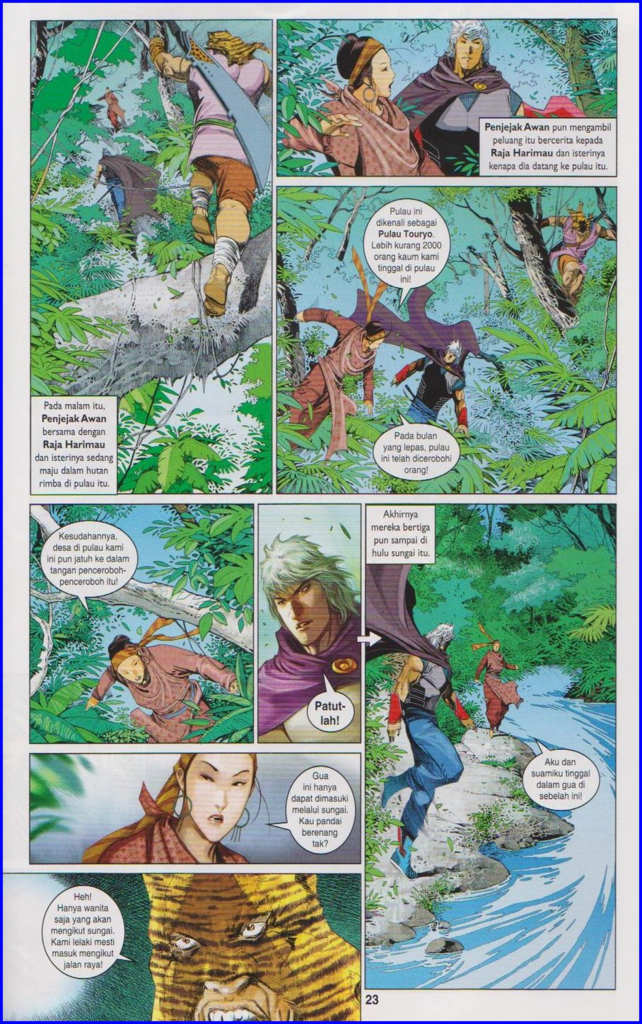 Penjejak Awan pun mengambil
peluang itu bercerita kepada
Raja Harimau dan isterinya
kenapa dia datang ke pulau itu.
Pulau ini
dikenali sebagai
Pulau Touryo.
Lebih kurang 2000
orang kaum kami
tinggal di pulau
ini!
Pada malam itu,
Penjejak Awan
bersama dengan
Raja Harimau
dan isterinya sedang
maju dalam hutan
rimba di pulau itu.
Pada bulan
yang lepas, pulau
ini telah dicerobohi
orang!
Kesudahannya,
desa di pulau kami
ini pun jatuh ke dalam
tangan penceroboh-
penceroboh itu!
Patut-
lah!
Akhirnya
mereka bertiga
pun sampai di
hulu sungai itu.
Aku dan
suamiku tinggal
dalam gua di
sebelah ini!
Gua
ini hanya
dapat dimasuki
melalui sungai.
Kau pandai
berenang
tak?
Heh!
Hanya wanita
saja yang akan
mengikut sungai.
Kami lelaki mesti
masuk mengikut
jalan raya!
23